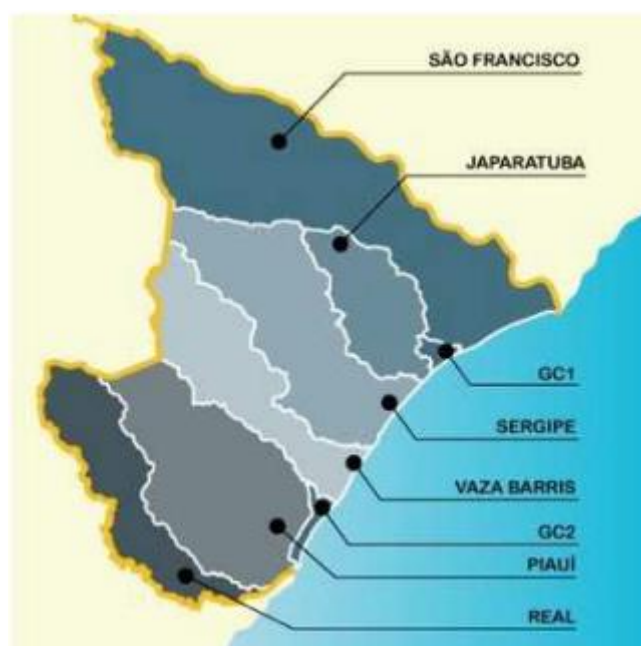 SÃO FRANCISCO
JAPARATUBA
GC1
SERGIPE
VAZA BARRIS
GC2
PIAUÍ
REAL